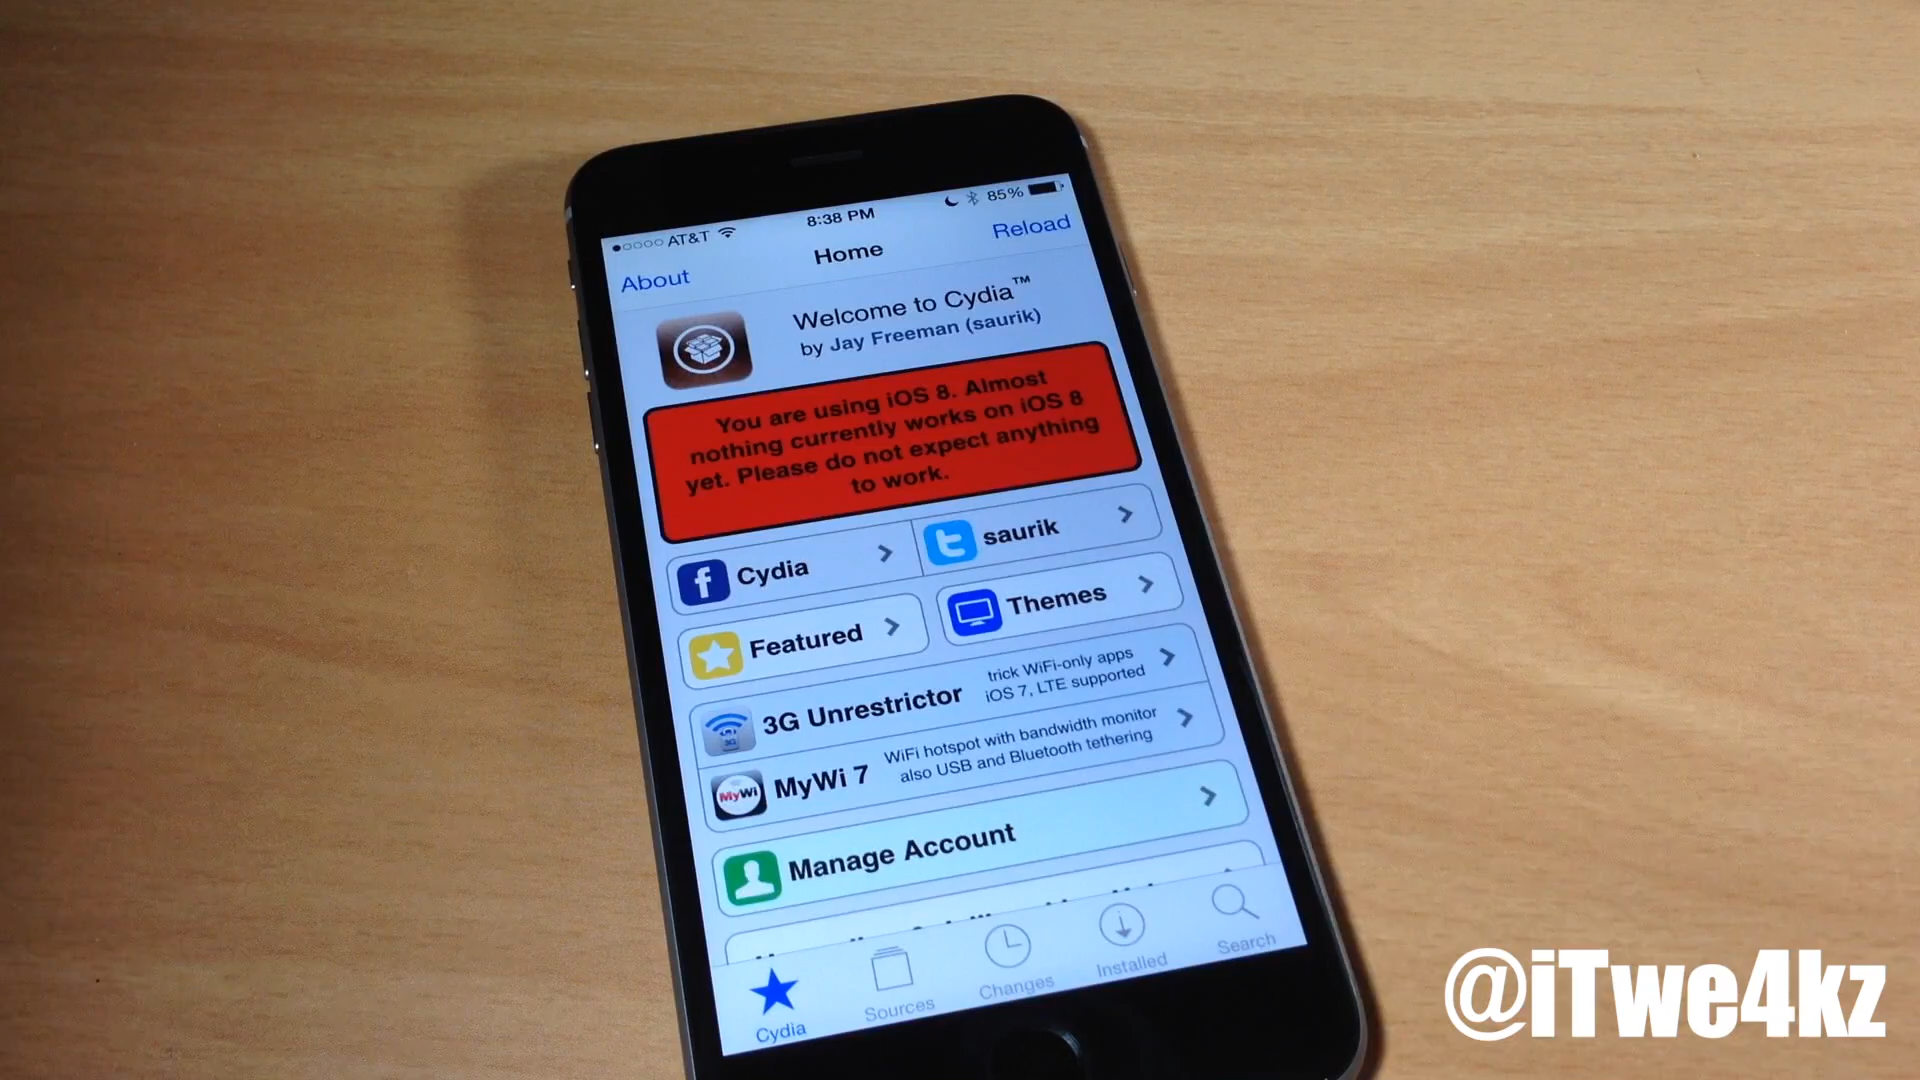 AT&T 8:38 PM 85%
About Home Reload
Welcome to Cydia™
by Jay Freeman (saurik)
You are using iOS 8. Almost
nothing currently works on iOS 8
yet. Please do not expect anything
to work.
f Cydia
saurik
Featured
Themes
3G Unrestrictor
trick WiFi-only apps
iOS 7, LTE supported
MyWi MyWi 7
WiFi hotspot with bandwidth monitor
also USB and Bluetooth tethering
Manage Account
Cydia Sources Changes Installed Search
@iTwe4kz